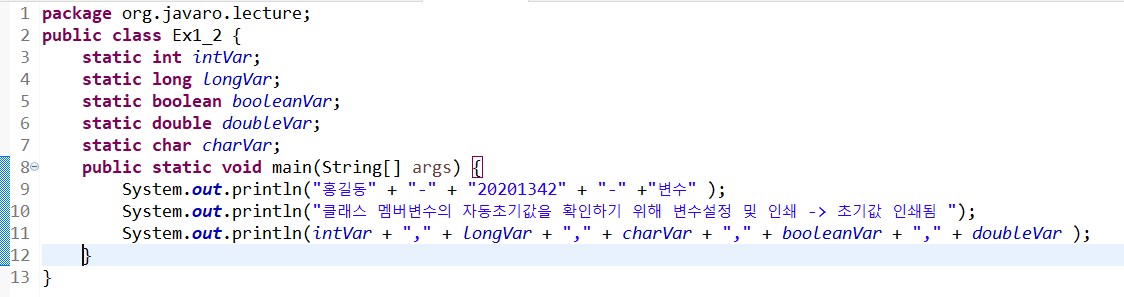 1 package org.javaro.lecture;
2 public class Ex1_2 {
3     static int intVar;
4     static long longVar;
5     static boolean booleanVar;
6     static double doubleVar;
7     static char charVar;
8     public static void main(String[] args) {
9         System.out.println("홍길동" + "-" + "20201342" + "-" +"변수" );
10         System.out.println("클래스 멤버변수의 자동초기값을 확인하기 위해 변수설정 및 인쇄 -> 초기값 인쇄됨 ");
11         System.out.println(intVar + "," + longVar + "," + charVar + "," + booleanVar + "," + doubleVar );
12     }
13 }